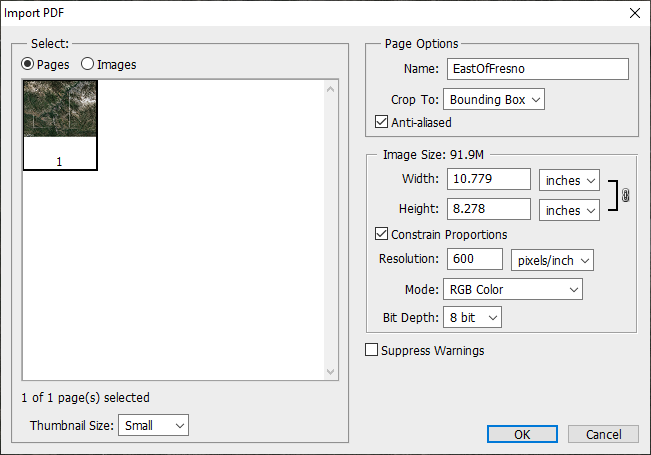 Import PDF
Select:
Pages Images
1
1 of 1 page(s) selected
Thumbnail Size: Small
Page Options
Name: EastOfFresno
Crop To: Bounding Box
Anti-aliased
Image Size: 91.9M
Width: 10.779 inches
Height: 8.278 inches
Constrain Proportions
Resolution: 600 pixels/inch
Mode: RGB Color
Bit Depth: 8 bit
Suppress Warnings
OK Cancel